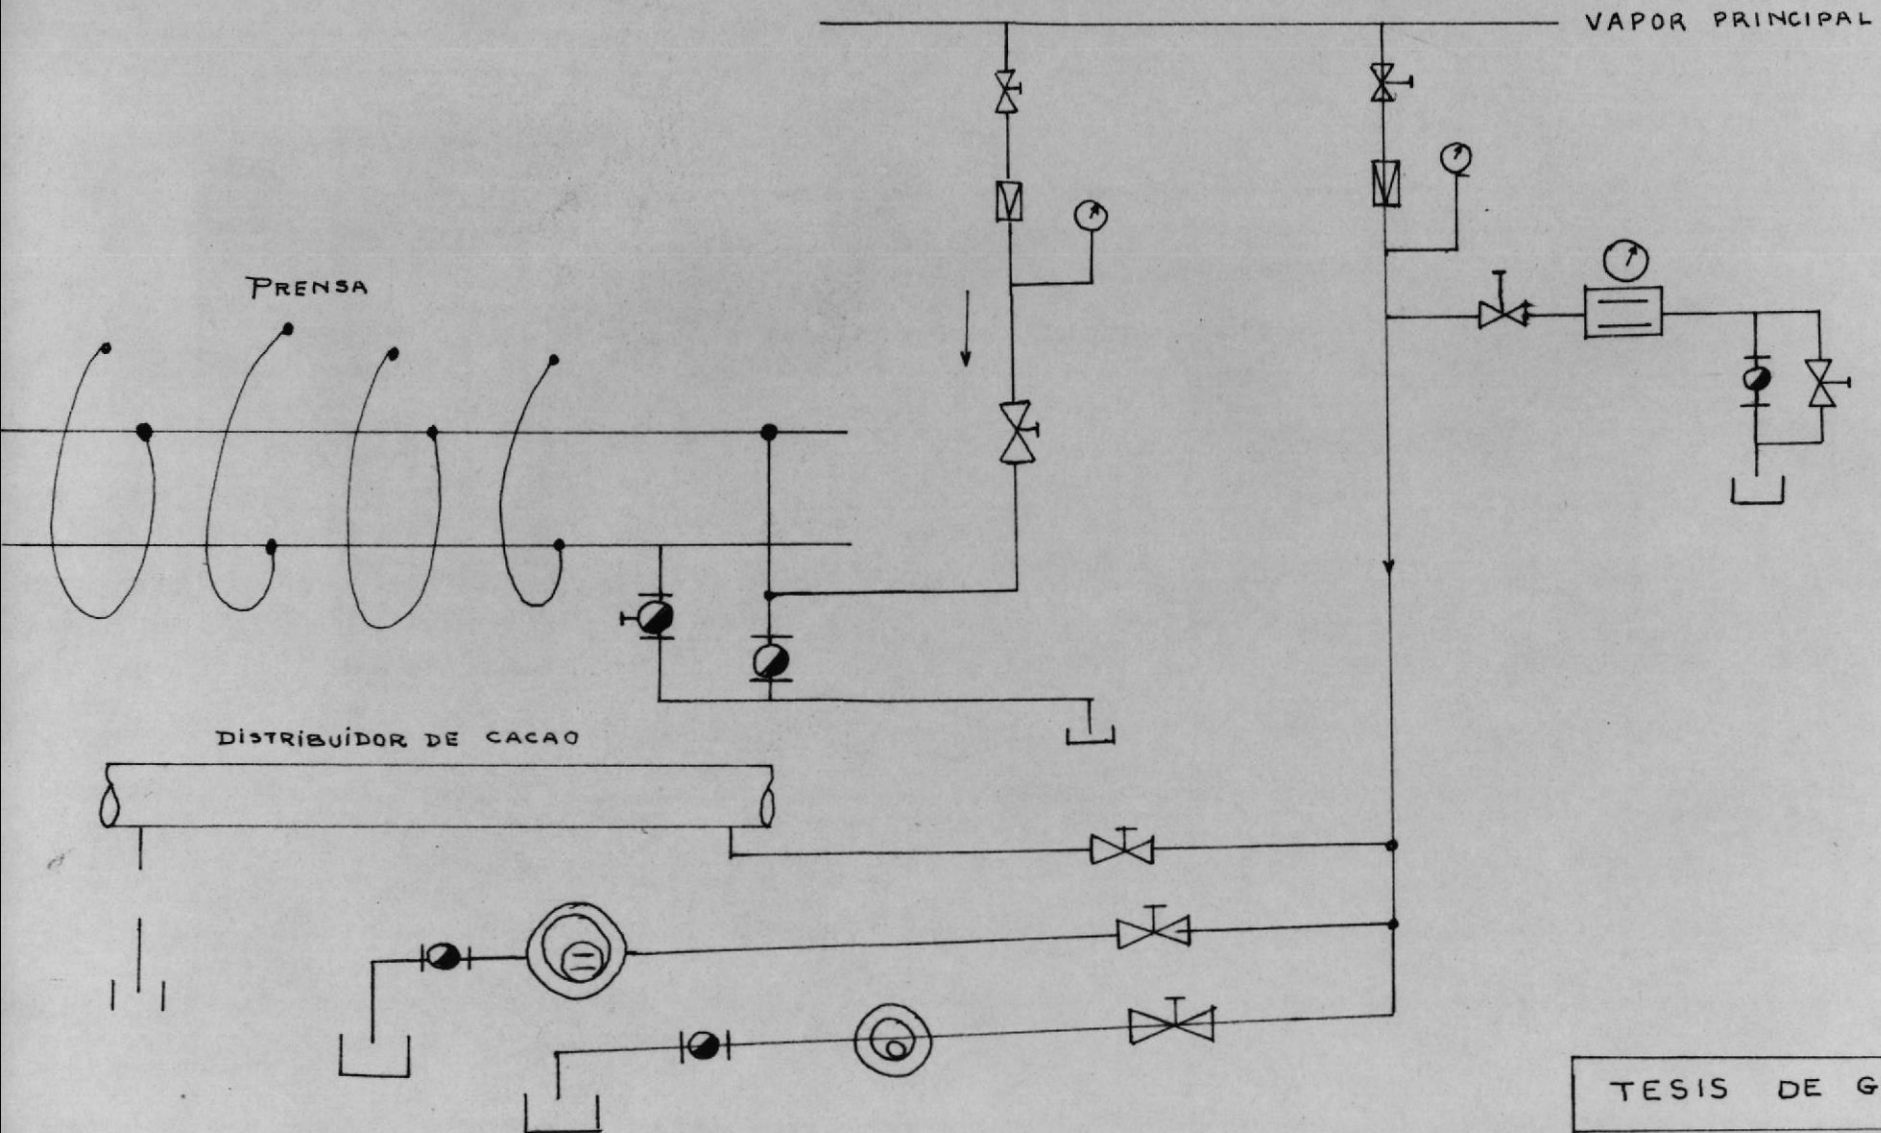 VAPOR PRINCIPAL
PRENSA
DISTRIBUIDOR DE CACAO
TESIS DE G